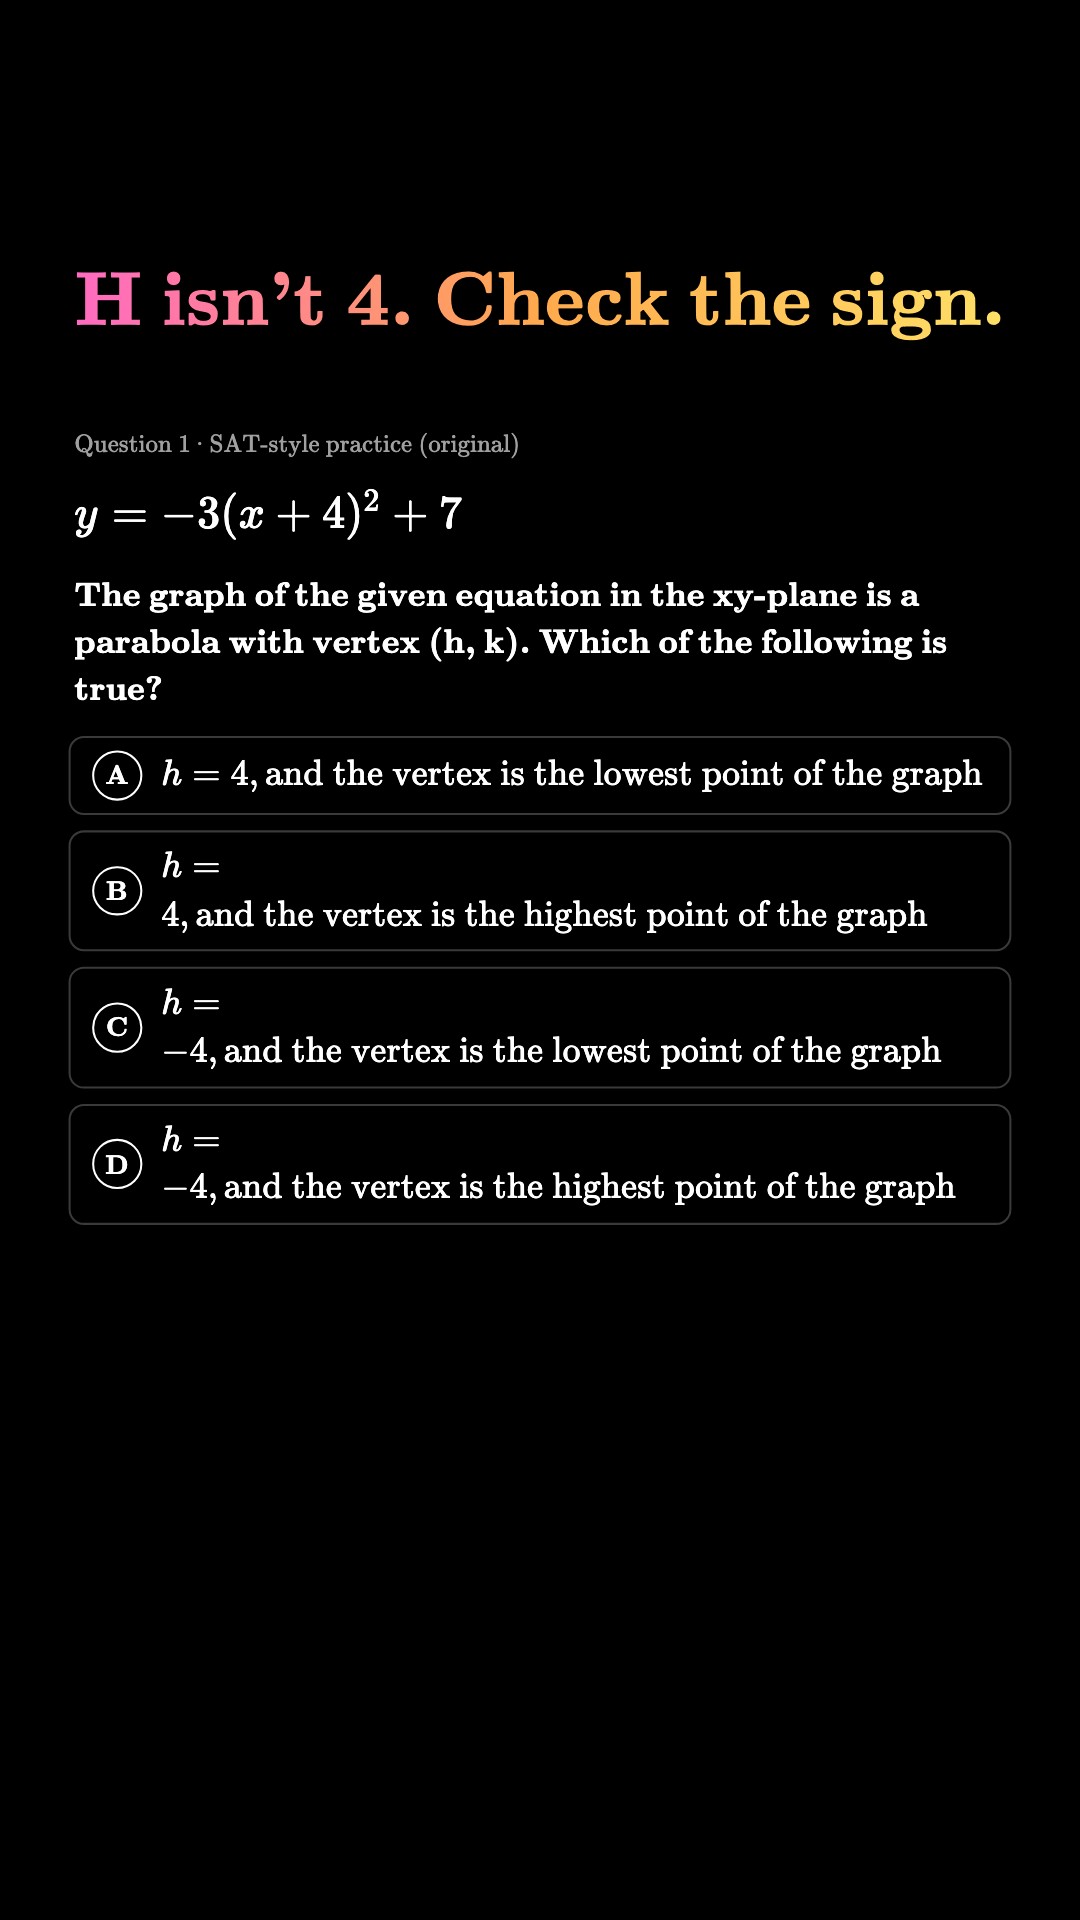 H isn’t 4. Check the sign.
Question 1 · SAT-style practice (original)
y = −3(x + 4)² + 7
The graph of the given equation in the xy-plane is a
parabola with vertex (h, k). Which of the following is
true?
A h = 4, and the vertex is the lowest point of the graph
B h =
4, and the vertex is the highest point of the graph
C h =
−4, and the vertex is the lowest point of the graph
D h =
−4, and the vertex is the highest point of the graph